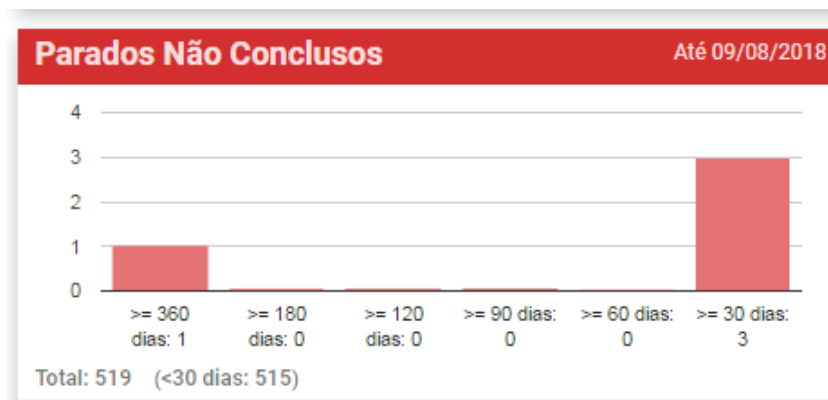 Parados Não Conclusos
Até 09/08/2018
4
3
2
1
0
>= 360 dias: 1
>= 180 dias: 0
>= 120 dias: 0
>= 90 dias: 0
>= 60 dias: 0
>= 30 dias: 3
Total: 519 (<30 dias: 515)